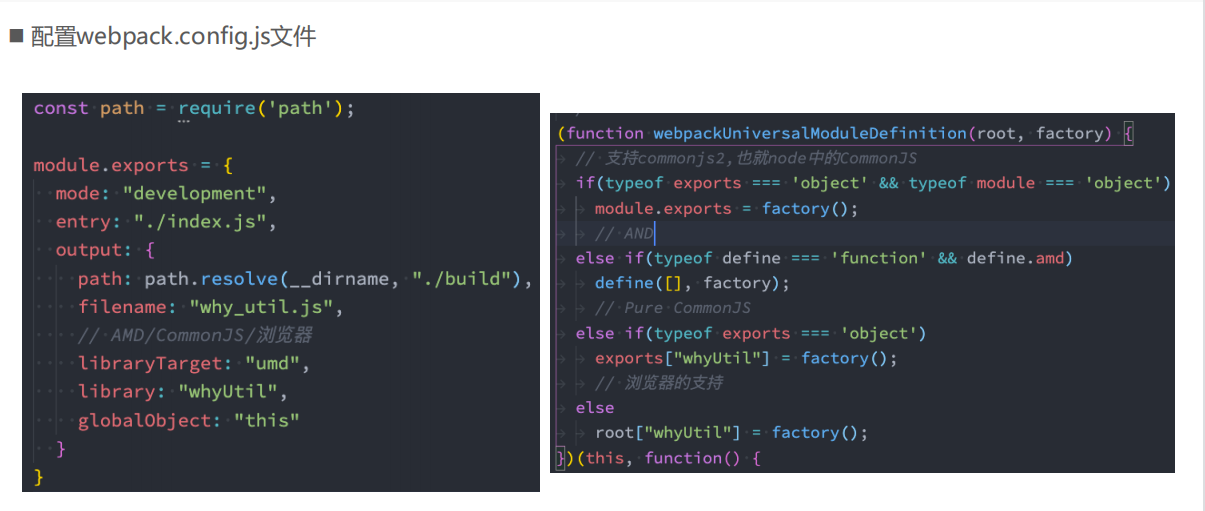 ■ 配置webpack.config.js文件
const path = require('path');
module.exports = {
mode: "development",
entry: "./index.js",
output: {
path: path.resolve(__dirname, "./build"),
filename: "why_util.js",
// AMD/CommonJS/浏览器
libraryTarget: "umd",
library: "whyUtil",
globalObject: "this"
}
}
(function webpackUniversalModuleDefinition(root, factory) {
// 支持commonjs2,也就node中的CommonJS
if(typeof exports === 'object' && typeof module === 'object')
module.exports = factory();
// AND
else if(typeof define === 'function' && define.amd)
define([], factory);
// Pure CommonJS
else if(typeof exports === 'object')
exports["whyUtil"] = factory();
// 浏览器的支持
else
root["whyUtil"] = factory();
})(this, function() {